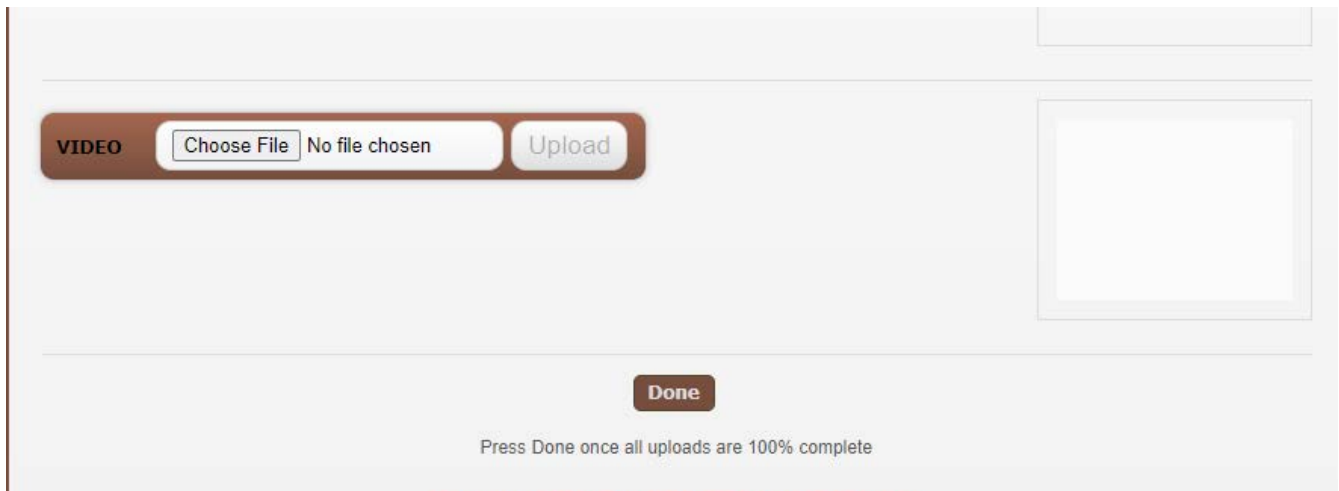 VIDEO Choose File No file chosen Upload
Done
Press Done once all uploads are 100% complete